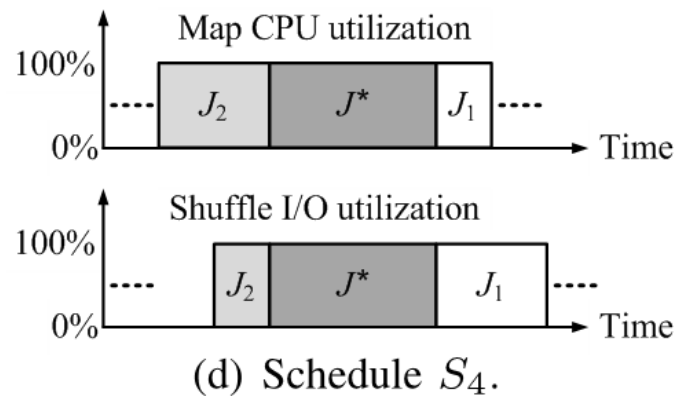 Map CPU utilization
100%
J2 J* J1
0% Time
Shuffle I/O utilization
100%
J2 J* J1
0% Time
(d) Schedule S4.